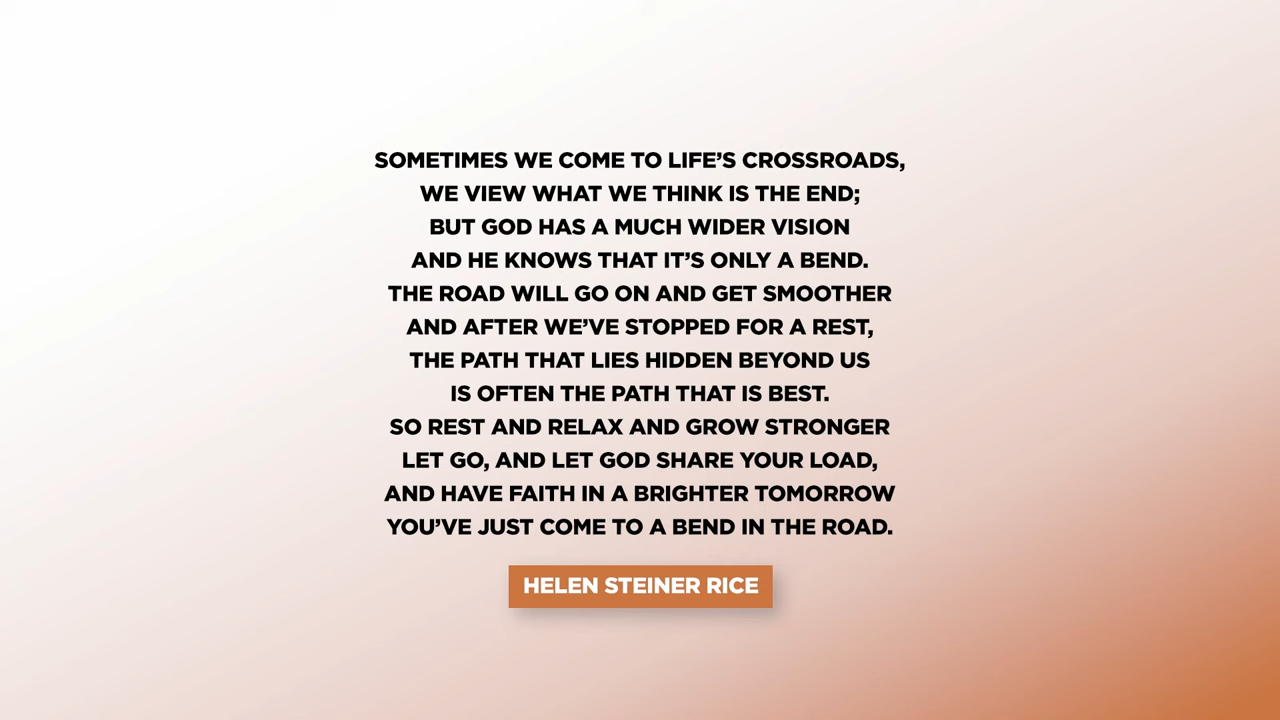 SOMETIMES WE COME TO LIFE’S CROSSROADS,
WE VIEW WHAT WE THINK IS THE END;
BUT GOD HAS A MUCH WIDER VISION
AND HE KNOWS THAT IT’S ONLY A BEND.
THE ROAD WILL GO ON AND GET SMOOTHER
AND AFTER WE’VE STOPPED FOR A REST,
THE PATH THAT LIES HIDDEN BEYOND US
IS OFTEN THE PATH THAT IS BEST.
SO REST AND RELAX AND GROW STRONGER
LET GO, AND LET GOD SHARE YOUR LOAD,
AND HAVE FAITH IN A BRIGHTER TOMORROW
YOU’VE JUST COME TO A BEND IN THE ROAD.
HELEN STEINER RICE